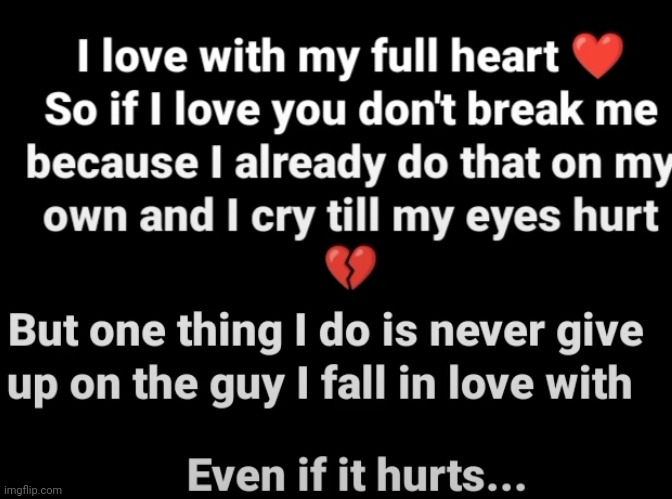 I love with my full heart ❤️
So if I love you don't break me
because I already do that on my
own and I cry till my eyes hurt
💔
But one thing I do is never give
up on the guy I fall in love with
Even if it hurts...
imgflip.com